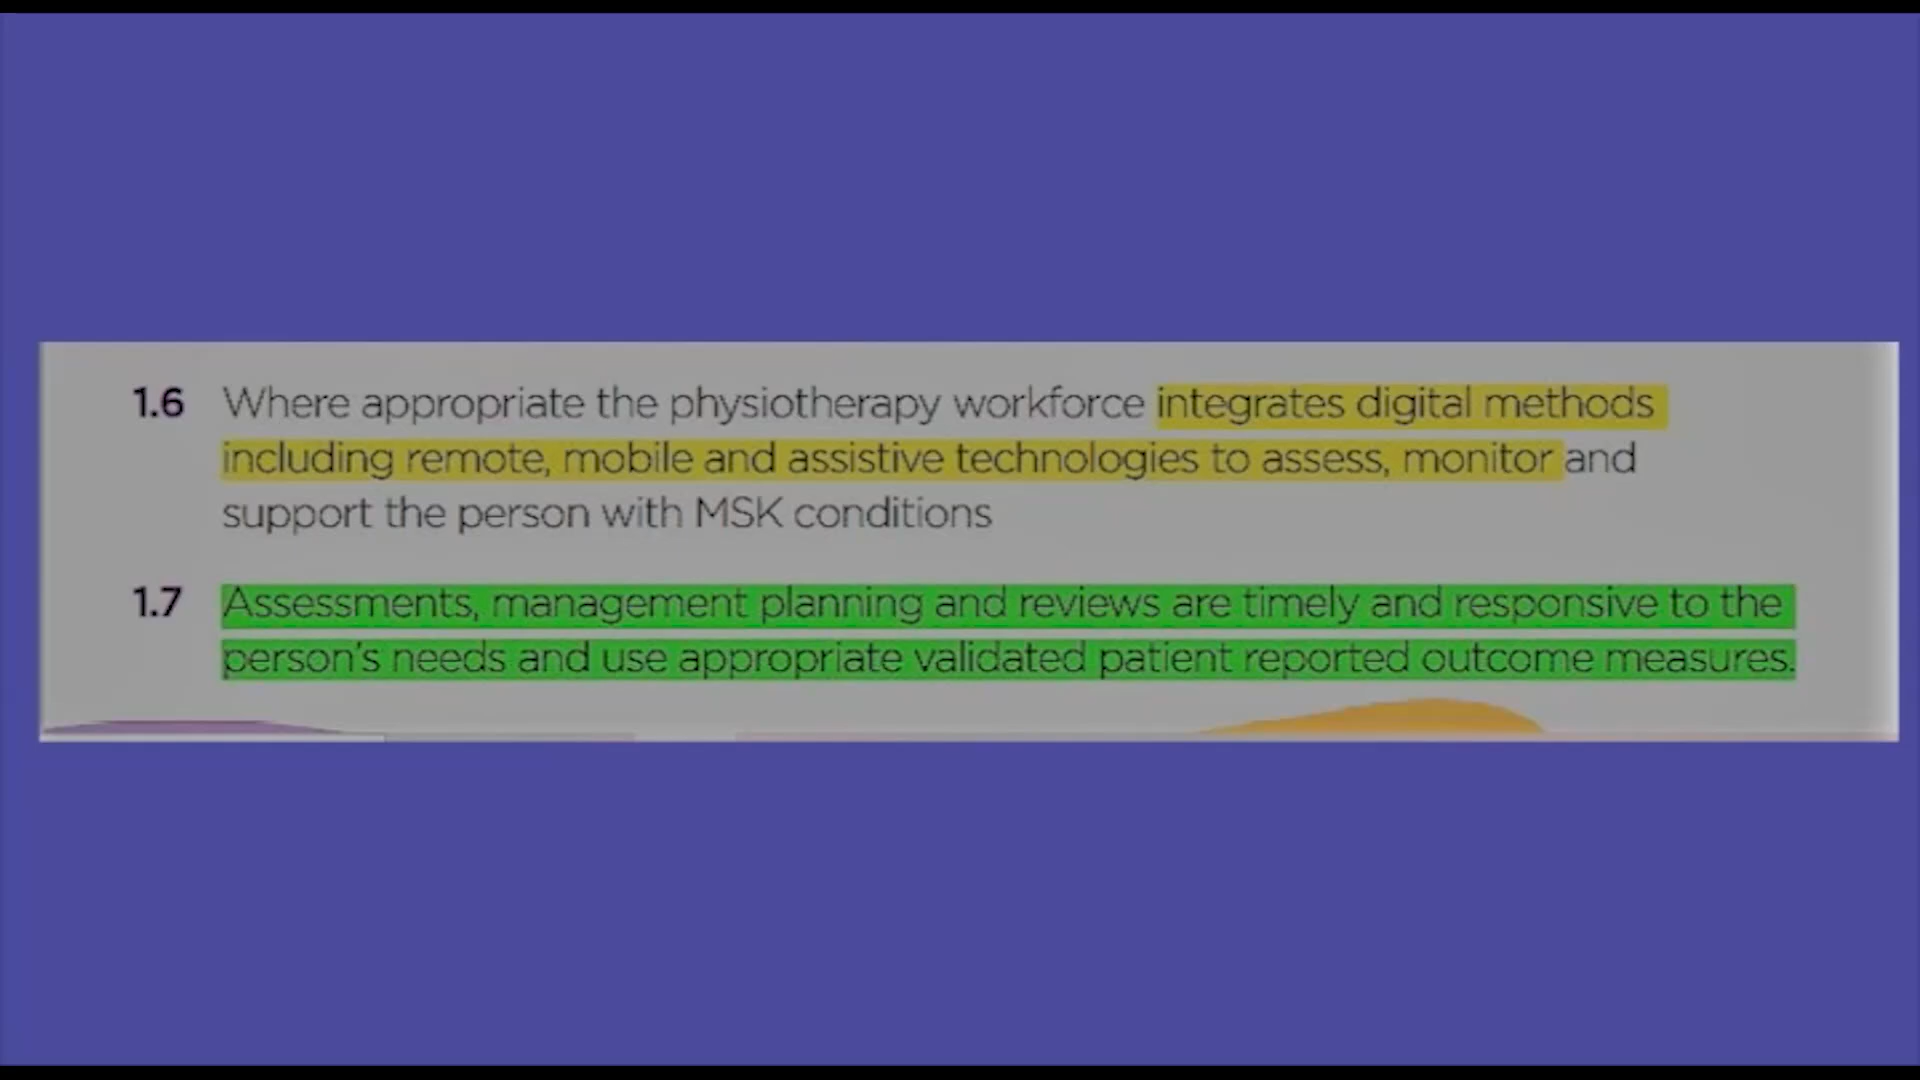 1.6 Where appropriate the physiotherapy workforce integrates digital methods
including remote, mobile and assistive technologies to assess, monitor and
support the person with MSK conditions
1.7 Assessments, management planning and reviews are timely and responsive to the
person's needs and use appropriate validated patient reported outcome measures.